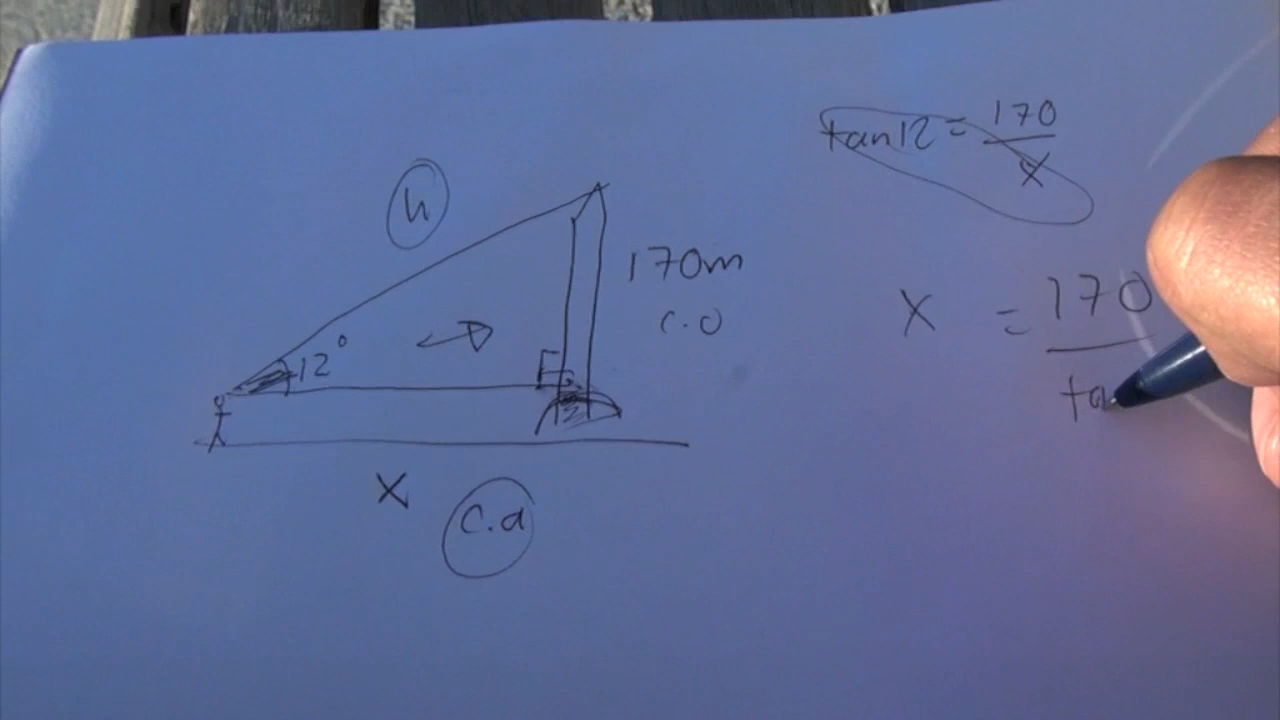 tan12 = 170
x
h
170m
c.o
12°
x = 170
ta
x
c.a